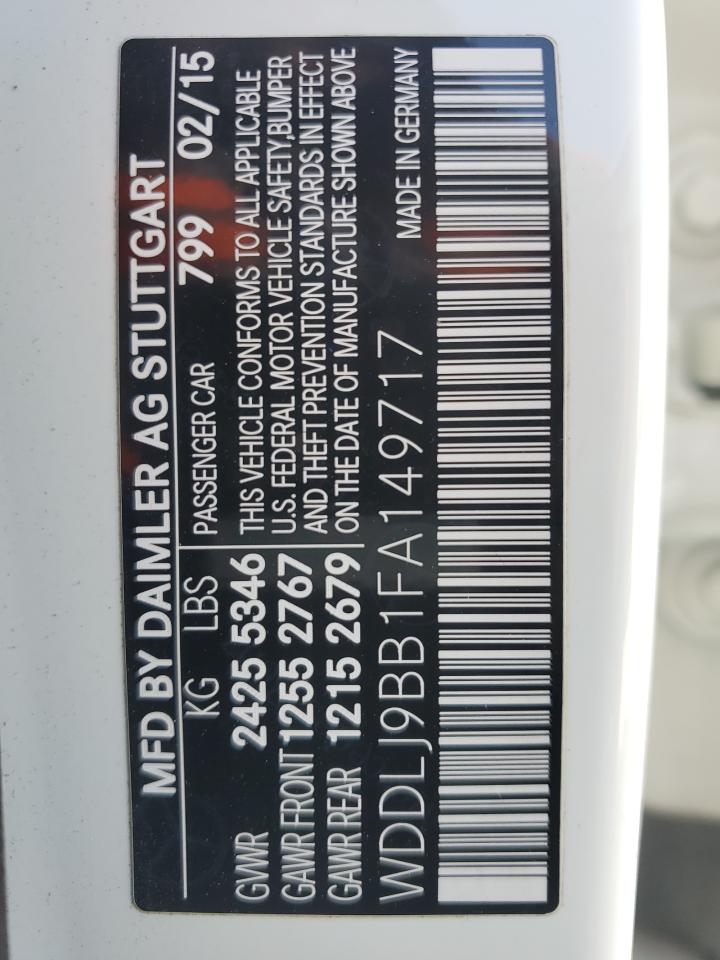 MFD BY DAIMLER AG STUTTGART
KG LBS PASSENGER CAR 799 02/15
GVWR 2425 5346 THIS VEHICLE CONFORMS TO ALL APPLICABLE
U.S. FEDERAL MOTOR VEHICLE SAFETY,BUMPER
GAWR FRONT 1255 2767 AND THEFT PREVENTION STANDARDS IN EFFECT
GAWR REAR 1215 2679 ON THE DATE OF MANUFACTURE SHOWN ABOVE
WDDLJ9BB1FA149717 MADE IN GERMANY